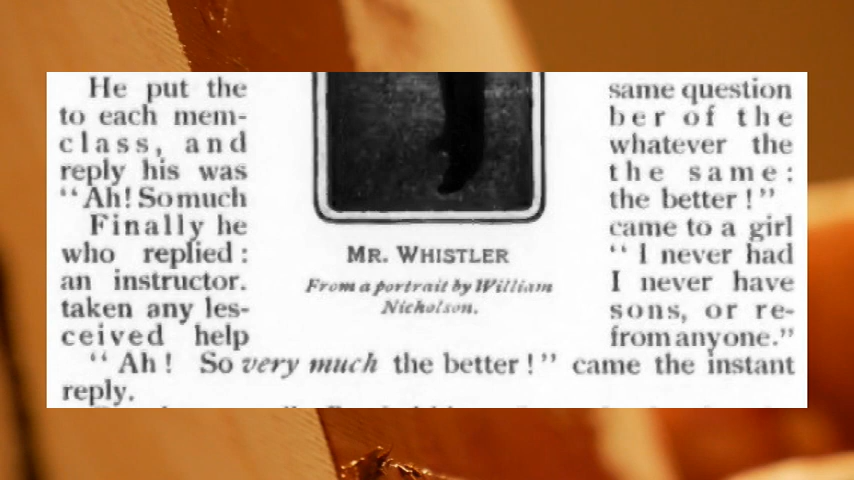 He put the same question
to each mem- ber of the
class, and whatever the
reply his was the same:
“Ah! So much the better!”
Finally he came to a girl
who replied: “I never had
an instructor. I never have
taken any les- sons, or re-
ceived help from anyone.”
MR. WHISTLER
From a portrait by William
Nicholson.
“Ah! So very much the better!” came the instant
reply.